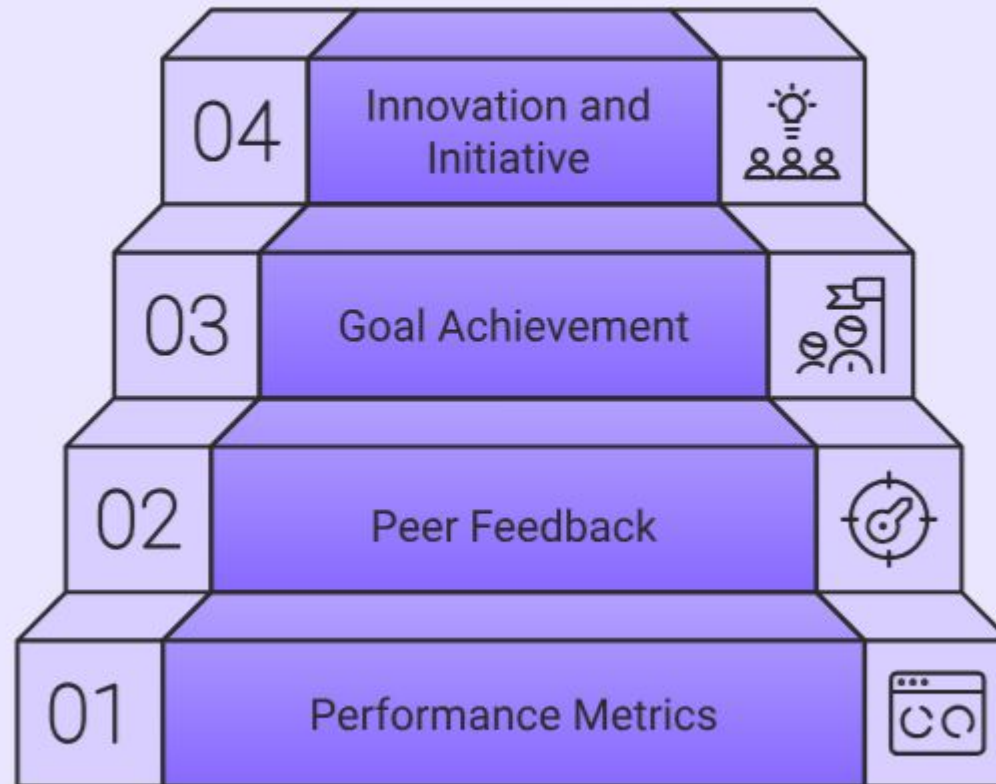 04
Innovation and
Initiative
03
Goal Achievement
02
Peer Feedback
01
Performance Metrics